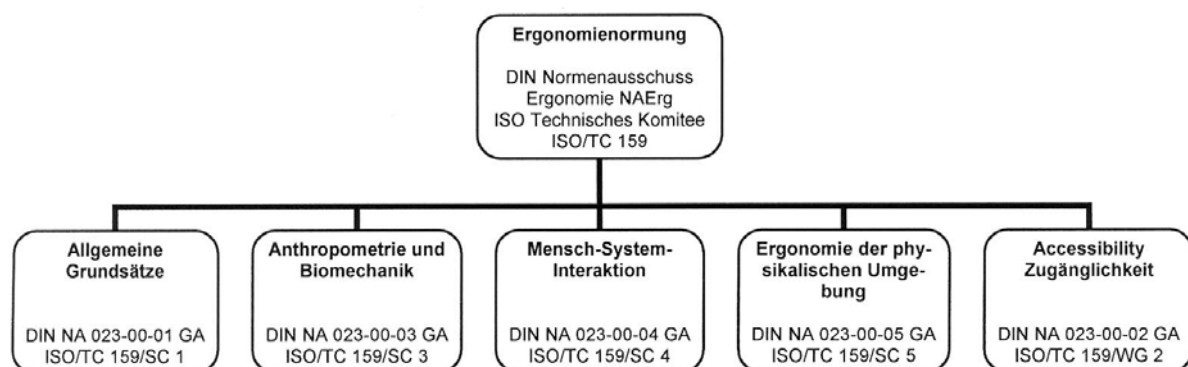 Ergonomienormung
DIN Normenausschuss
Ergonomie NAErg
ISO Technisches Komitee
ISO/TC 159
Allgemeine
Grundsätze
DIN NA 023-00-01 GA
ISO/TC 159/SC 1
Anthropometrie und
Biomechanik
DIN NA 023-00-03 GA
ISO/TC 159/SC 3
Mensch-System-
Interaktion
DIN NA 023-00-04 GA
ISO/TC 159/SC 4
Ergonomie der phy-
sikalischen Umge-
bung
DIN NA 023-00-05 GA
ISO/TC 159/SC 5
Accessibility
Zugänglichkeit
DIN NA 023-00-02 GA
ISO/TC 159/WG 2